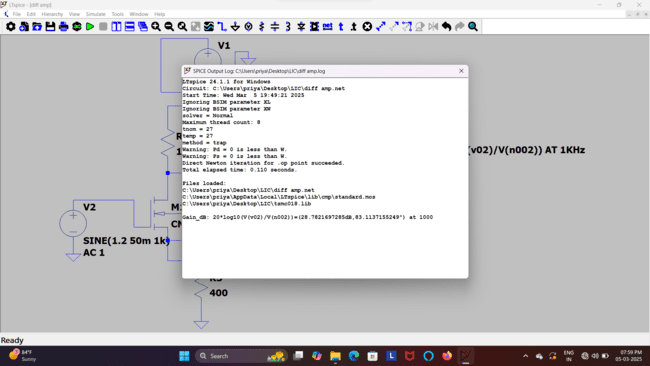 LTspice - [diff amp]
File Edit Hierarchy View Simulate Tools Window Help
V1
SPICE Output Log: C:\Users\priya\Desktop\LIC\diff amp.log
LTspice 24.1.1 for Windows
Circuit: C:\Users\priya\Desktop\LIC\diff amp.net
Start Time: Wed Mar  5 19:49:21 2025
Ignoring BSIM parameter XL
Ignoring BSIM parameter XW
solver = Normal
Maximum thread count: 8
tnom = 27
temp = 27
method = trap
Warning: Pd = 0 is less than W.
Warning: Ps = 0 is less than W.
Direct Newton iteration for .op point succeeded.
Total elapsed time: 0.110 seconds.
Files loaded:
C:\Users\priya\Desktop\LIC\diff amp.net
C:\Users\priya\AppData\Local\LTspice\lib\cmp\standard.mos
C:\Users\priya\Desktop\LIC\tsmc018.lib
Gain_dB: 20*log10(V(v02)/V(n002))=(28.7821697285dB,83.1137155249°) at 1000
(v02)/V(n002)) AT 1KHz
R
1
V2
M
CM
SINE(1.2 50m 1k)
AC 1
400
Ready
84°F
Sunny
Search
ENG
IN
07:59 PM
05-03-2025